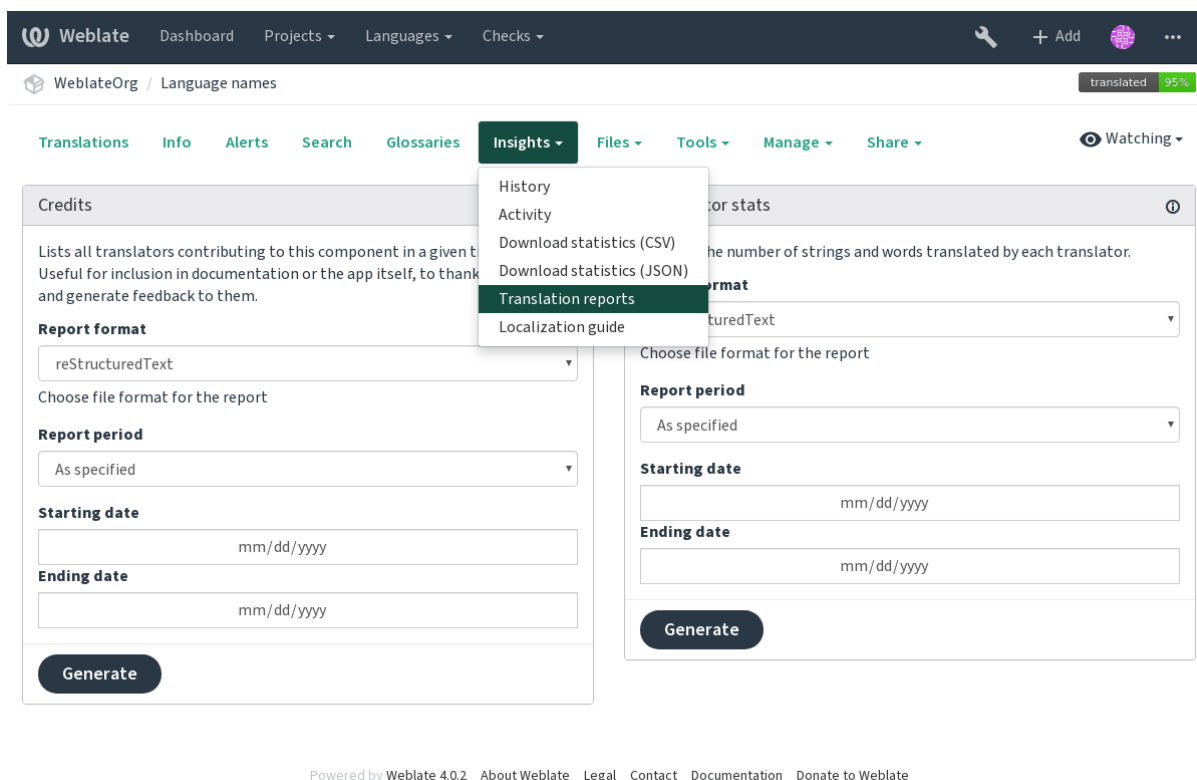 Weblate Dashboard Projects Languages Checks Add
WeblateOrg / Language names translated 95%
Translations Info Alerts Search Glossaries Insights Files Tools Manage Share Watching
History
Activity
Download statistics (CSV)
Download statistics (JSON)
Translation reports
Localization guide
Credits
Lists all translators contributing to this component in a given
Useful for inclusion in documentation or the app itself, to thank
and generate feedback to them.
Report format
reStructuredText
Choose file format for the report
Report period
As specified
Starting date
mm/dd/yyyy
Ending date
mm/dd/yyyy
Generate
stats
the number of strings and words translated by each translator.
Choose file format for the report
Report period
As specified
Starting date
mm/dd/yyyy
Ending date
mm/dd/yyyy
Generate
Powered by Weblate 4.0.2 About Weblate Legal Contact Documentation Donate to Weblate